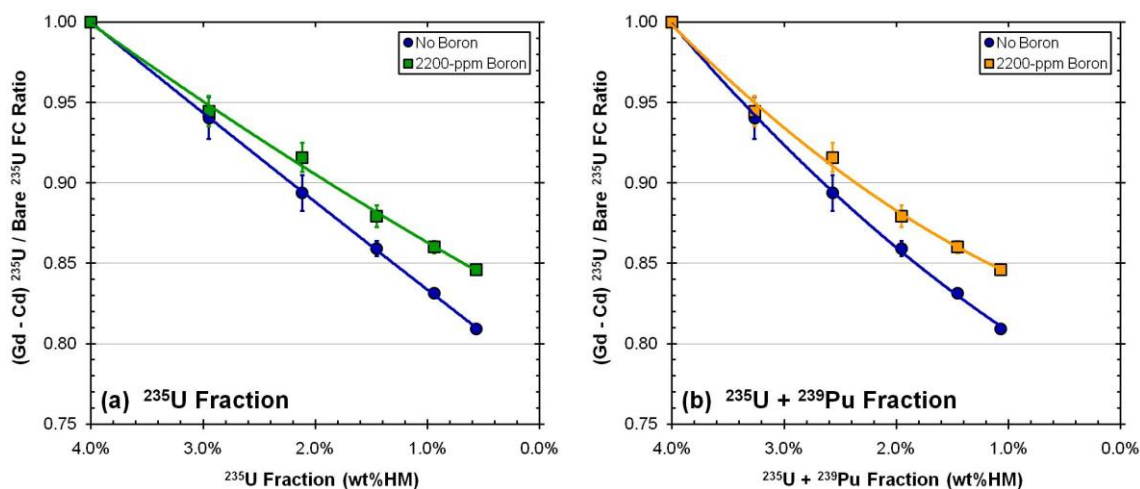 (Gd - Cd) ²³⁵U / Bare ²³⁵U FC Ratio
1.00
0.95
0.90
0.85
0.80
0.75
No Boron
2200-ppm Boron
(a) ²³⁵U Fraction
4.0% 3.0% 2.0% 1.0% 0.0%
²³⁵U Fraction (wt%HM)
(Gd - Cd) ²³⁵U / Bare ²³⁵U FC Ratio
1.00
0.95
0.90
0.85
0.80
0.75
No Boron
2200-ppm Boron
(b) ²³⁵U + ²³⁹Pu Fraction
4.0% 3.0% 2.0% 1.0% 0.0%
²³⁵U + ²³⁹Pu Fraction (wt%HM)